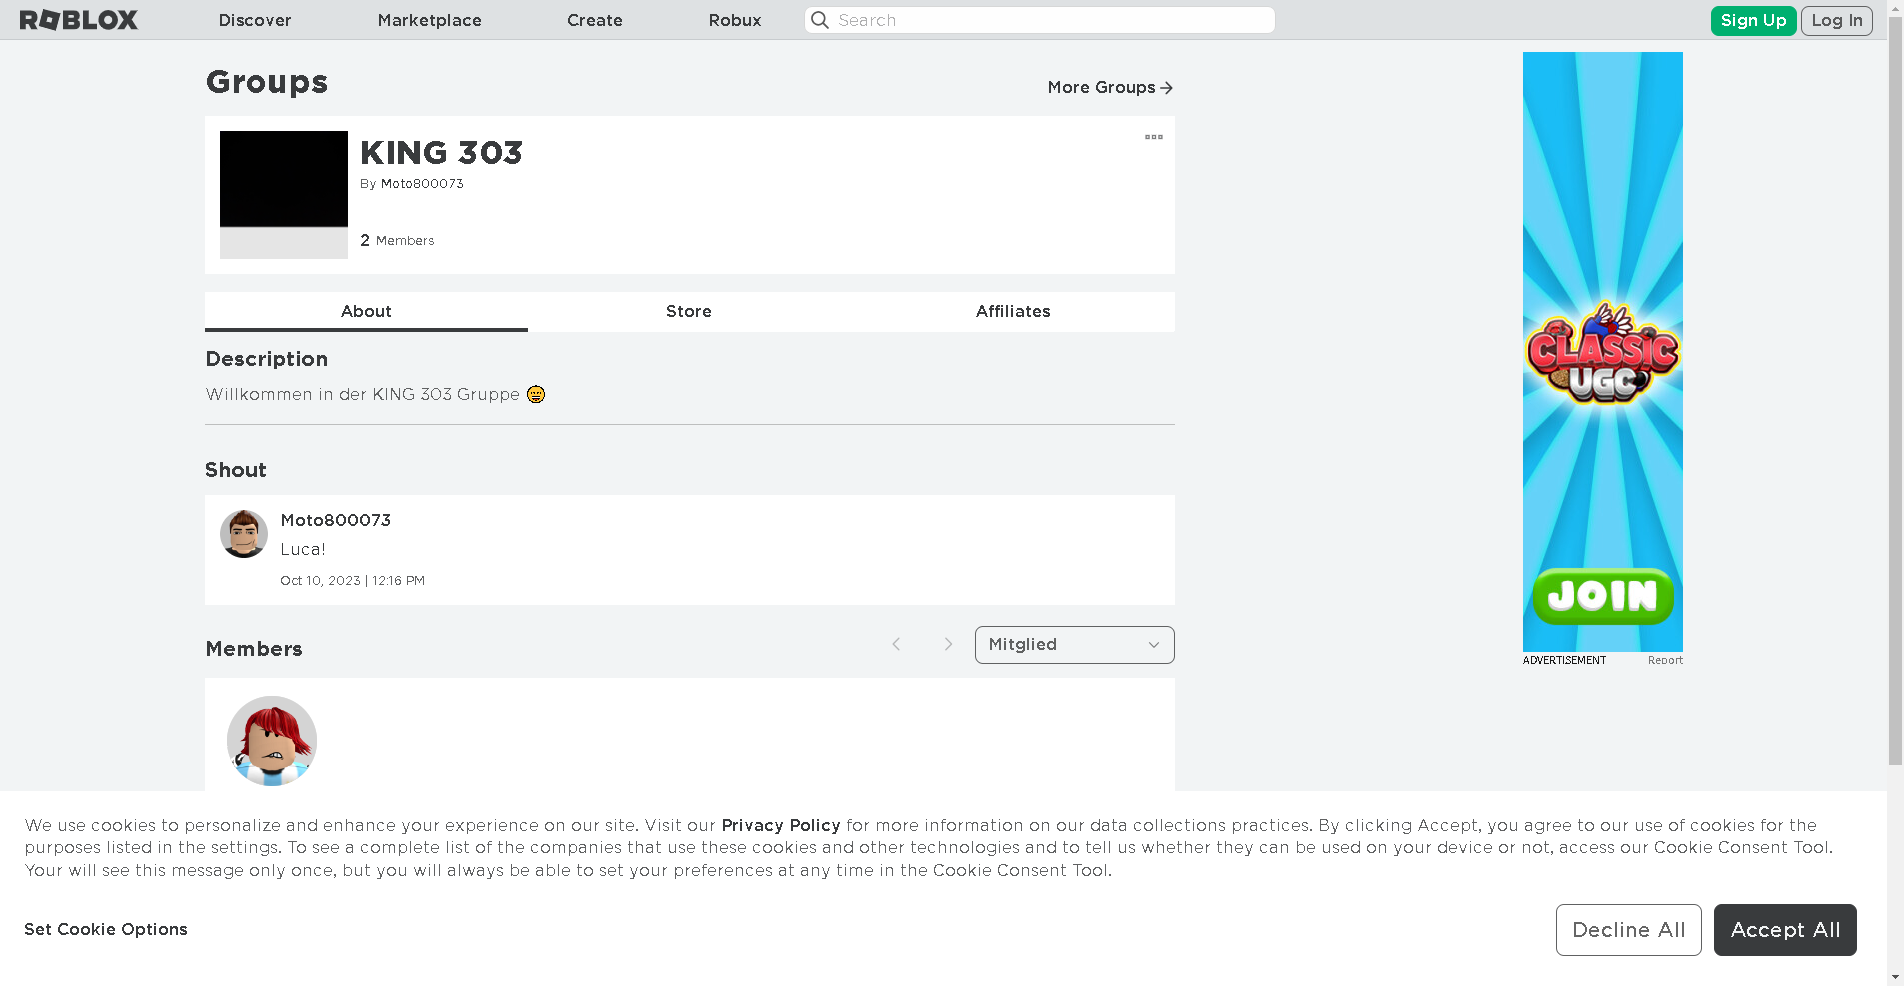 ROBLOX Discover Marketplace Create Robux Search Sign Up Log In
Groups
More Groups
KING 303
By Moto800073
2 Members
About Store Affiliates
Description
Willkommen in der KING 303 Gruppe 😁
Shout
Moto800073
Luca!
Oct 10, 2023 | 12:16 PM
Members
Mitglied
CLASSIC
UGC
JOIN
ADVERTISEMENT Report
We use cookies to personalize and enhance your experience on our site. Visit our Privacy Policy for more information on our data collections practices. By clicking Accept, you agree to our use of cookies for the
purposes listed in the settings. To see a complete list of the companies that use these cookies and other technologies and to tell us whether they can be used on your device or not, access our Cookie Consent Tool.
Your will see this message only once, but you will always be able to set your preferences at any time in the Cookie Consent Tool.
Set Cookie Options
Decline All Accept All